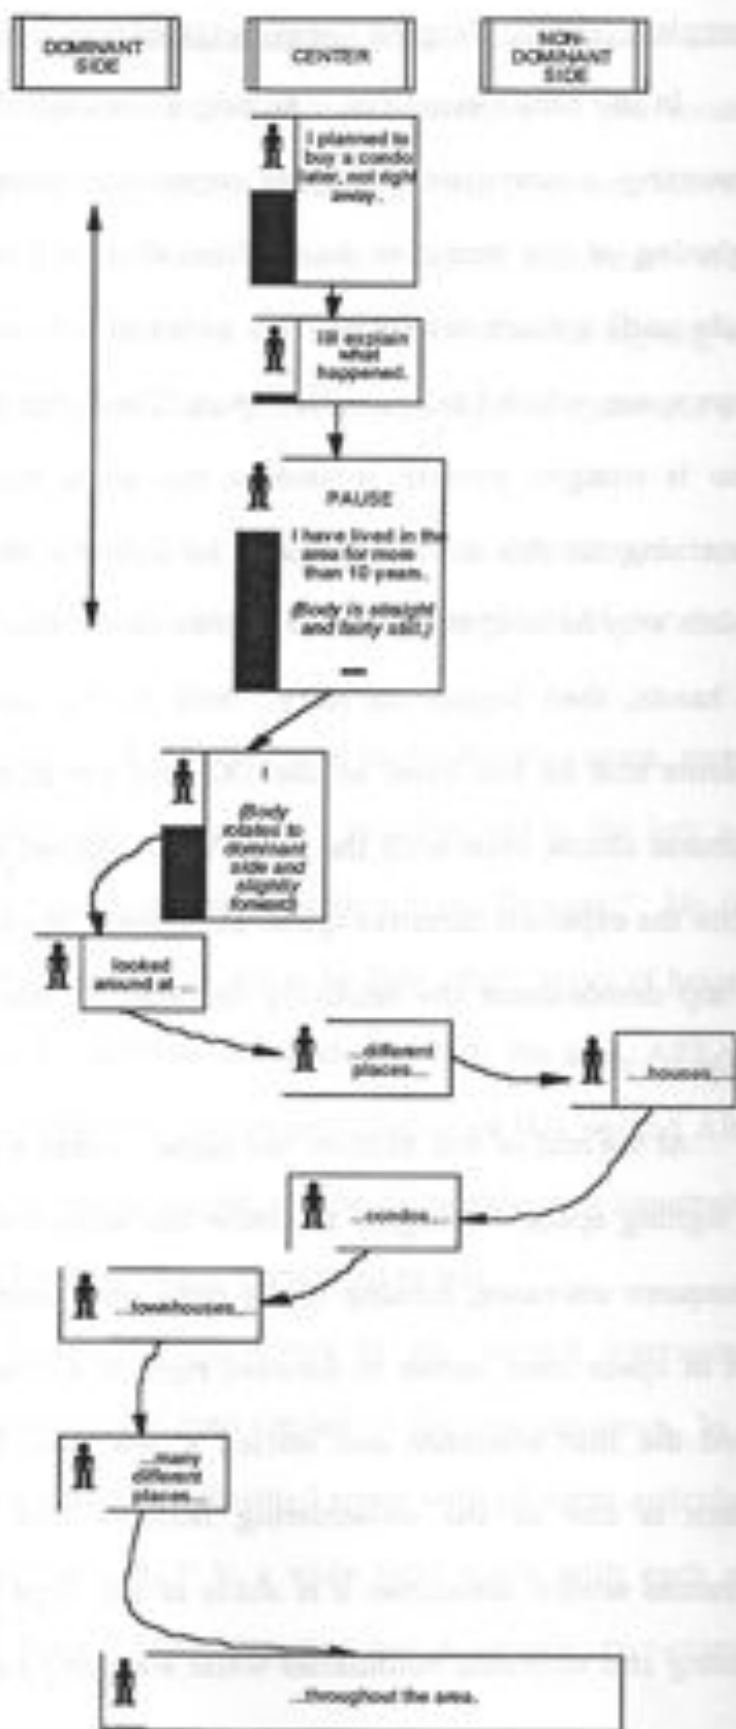 DOMINANT
SIDE
CENTER
NON-
DOMINANT
SIDE
I planned to
buy a condo
later, not right
away.
explain
what
happened.
PAUSE
I have lived in the
area for more
than 10 years.
(Body is straight
and fairly still.)
I
(Body
rotates to
dominant
side and
slightly
forward)
looked
around at ...
...different
places...
...houses...
...condos...
...townhouses...
...many
different
places...
...throughout the area.